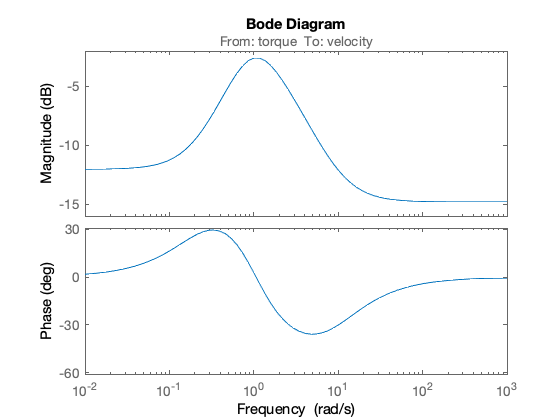 Bode Diagram
From: torque To: velocity
Magnitude (dB)
-5
-10
-15
Phase (deg)
30
0
-30
-60
10^-2 10^-1 10^0 10^1 10^2 10^3
Frequency (rad/s)